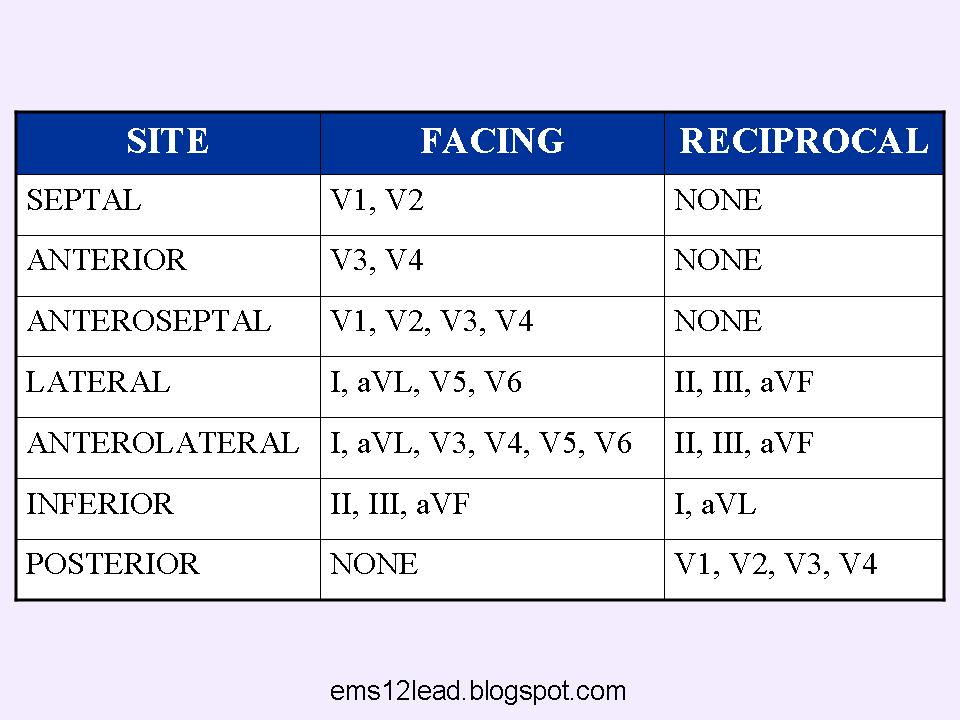 SITE FACING RECIPROCAL
SEPTAL V1, V2 NONE
ANTERIOR V3, V4 NONE
ANTEROSEPTAL V1, V2, V3, V4 NONE
LATERAL I, aVL, V5, V6 II, III, aVF
ANTEROLATERAL I, aVL, V3, V4, V5, V6 II, III, aVF
INFERIOR II, III, aVF I, aVL
POSTERIOR NONE V1, V2, V3, V4
ems12lead.blogspot.com